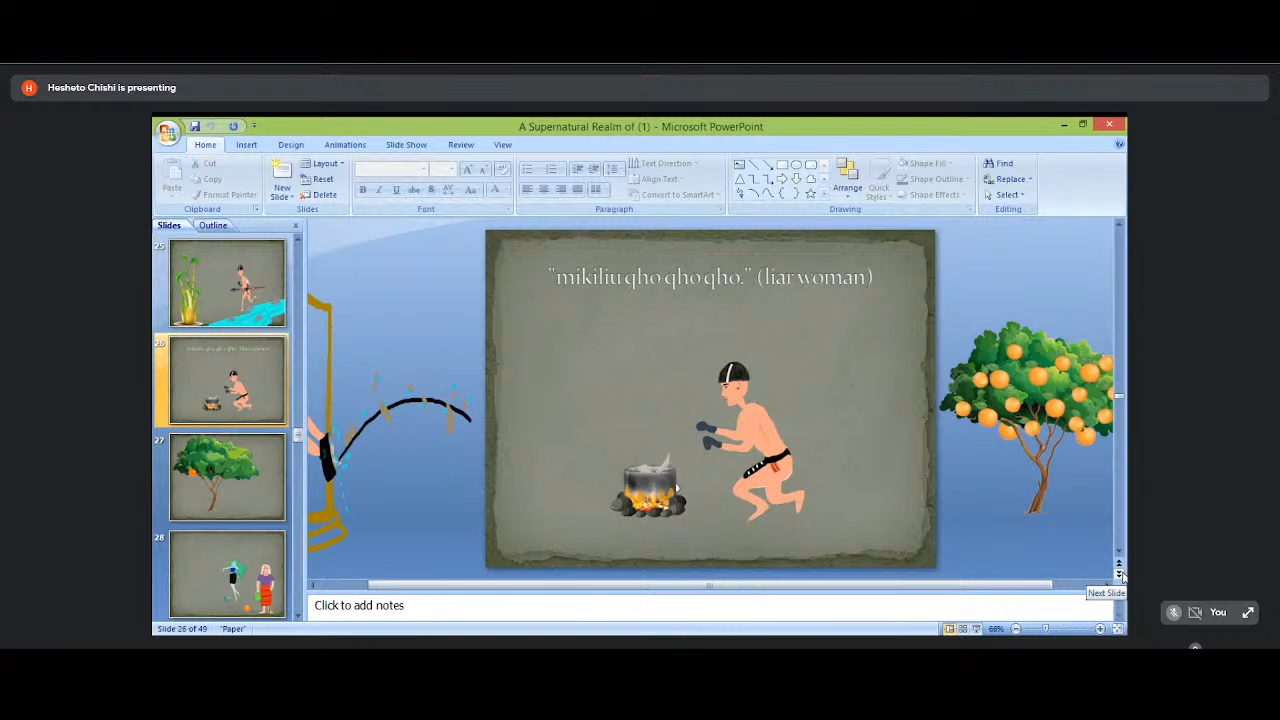 H Hesheto Chishi is presenting
A Supernatural Realm of (1) - Microsoft PowerPoint
Home Insert Design Animations Slide Show Review View
Paste Cut Copy Format Painter
New Slide Layout Reset Delete
B I U abe S AV Aa A
Text Direction Align Text Convert to SmartArt
Arrange Quick Styles Shape Fill Shape Outline Shape Effects
Find Replace Select
Clipboard Slides Font Paragraph Drawing Editing
Slides Outline
25
26
27
28
"mikiliu qho qho qho." (liar woman)
Next Slide
Click to add notes
Slide 26 of 49 "Paper" 66%
You